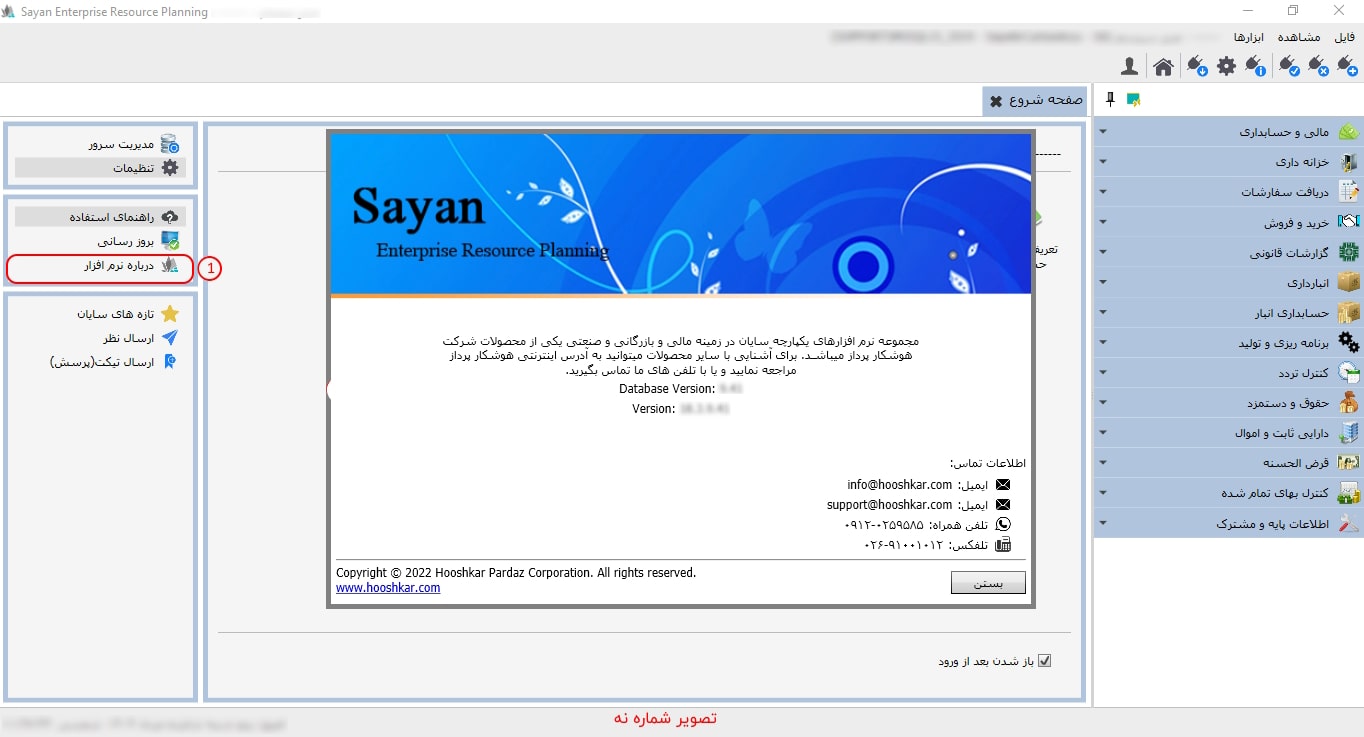 Sayan Enterprise Resource Planning
فایل
مشاهده
ابزارها
صفحه شروع
مالی و حسابداری
خزانه داری
دریافت سفارشات
خرید و فروش
گزارشات قانونی
انبارداری
حسابداری انبار
برنامه ریزی و تولید
کنترل تردد
حقوق و دستمزد
دارایی ثابت و اموال
قرض الحسنه
کنترل بهای تمام شده
اطلاعات پایه و مشترک
Sayan
Enterprise Resource Planning
مجموعه نرم افزارهای یکپارچه سایان در زمینه مالی و بازرگانی و صنعتی یکی از محصولات شرکت
هوشکار پرداز میباشد. برای آشنایی با سایر محصولات میتوانید به آدرس اینترنتی هوشکار پرداز
مراجعه نمایید و یا با تلفن های ما تماس بگیرید.
Database Version:
Version:
اطلاعات تماس:
ایمیل: info@hooshkar.com
ایمیل: support@hooshkar.com
تلفن همراه: ۰۹۱۲-۰۲۵۹۵۸۵
تلفکس: ۰۲۶-۹۱۰۰۱۰۱۲
Copyright © 2022 Hooshkar Pardaz Corporation. All rights reserved.
www.hooshkar.com
بستن
باز شدن بعد از ورود
مدیریت سرور
تنظیمات
راهنمای استفاده
بروز رسانی
درباره نرم افزار
1
تازه های سایان
ارسال نظر
ارسال تیکت(پرسش)
تصویر شماره نه